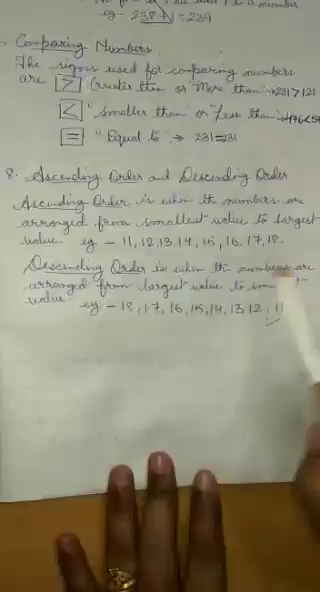 eg - 238+1 = 239
Comparing Numbers.
The signs used for comparing numbers
are > Greater than or More than → 231 > 121
< "Smaller than" or "Less than
= "Equal to" → 231 = 231
8. Ascending Order and Descending Order
Ascending Order is when the numbers are
arranged from smallest value to largest
value. eg - 11, 12, 13, 14, 15, 16, 17, 18.
Descending Order is when the numbers are
arranged from largest value to
value. eg - 18, 17, 16, 15, 14, 13 12, 11